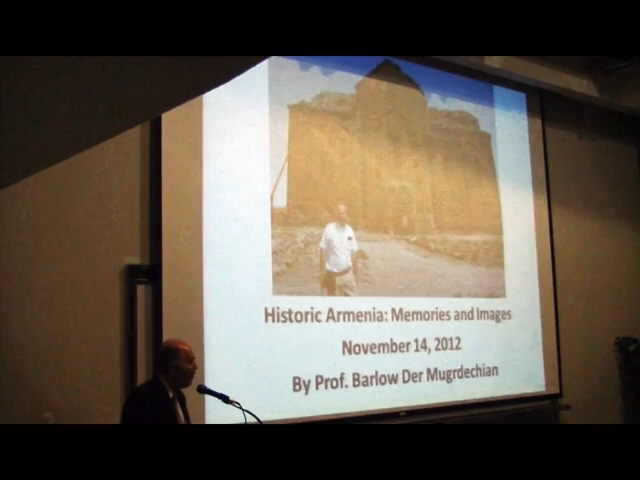 Historic Armenia: Memories and Images
November 14, 2012
By Prof. Barlow Der Mugrdechian